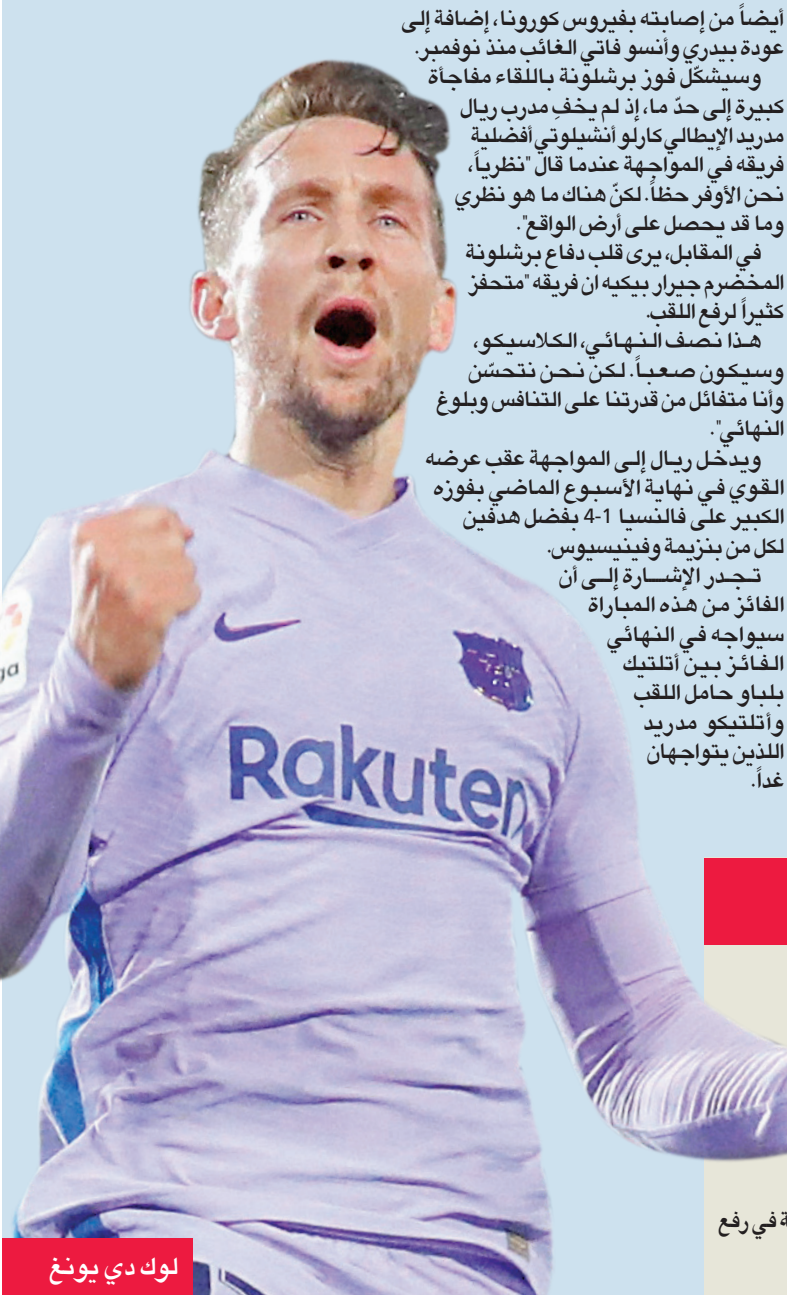 أيضاً من إصابته بفيروس كورونا، إضافة إلى
عودة بيدري وأنسو فاتي الغائب منذ نوفمبر.
وسيشكّل فوز برشلونة باللقاء مفاجأة
كبيرة إلى حدّ ما، إذ لم يخفِ مدرب ريال
مدريد الإيطالي كارلو أنشيلوتي أفضلية
فريقه في المواجهة عندما قال "نظرياً،
نحن الأوفر حظاً. لكنّ هناك ما هو نظري
وما قد يحصل على أرض الواقع".
في المقابل، يرى قلب دفاع برشلونة
المخضرم جيرار بيكيه ان فريقه "متحفز
كثيراً لرفع اللقب.
هذا نصف النهائي، الكلاسيكو،
وسيكون صعباً. لكن نحن نتحسّن
وأنا متفائل من قدرتنا على التنافس وبلوغ
النهائي".
ويدخل ريال إلى المواجهة عقب عرضه
القوي في نهاية الأسبوع الماضي بفوزه
الكبير على فالنسيا 1-4 بفضل هدفين
لكل من بنزيمة وفينيسيوس.
تجدر الإشارة إلى أن
الفائز من هذه المباراة
سيواجه في النهائي
الفائز بين أتلتيك
بلباو حامل اللقب
وأتلتيكو مدريد
اللذين يتواجهان
غداً.
Rakuten
ة في رفع
لوك دي يونغ